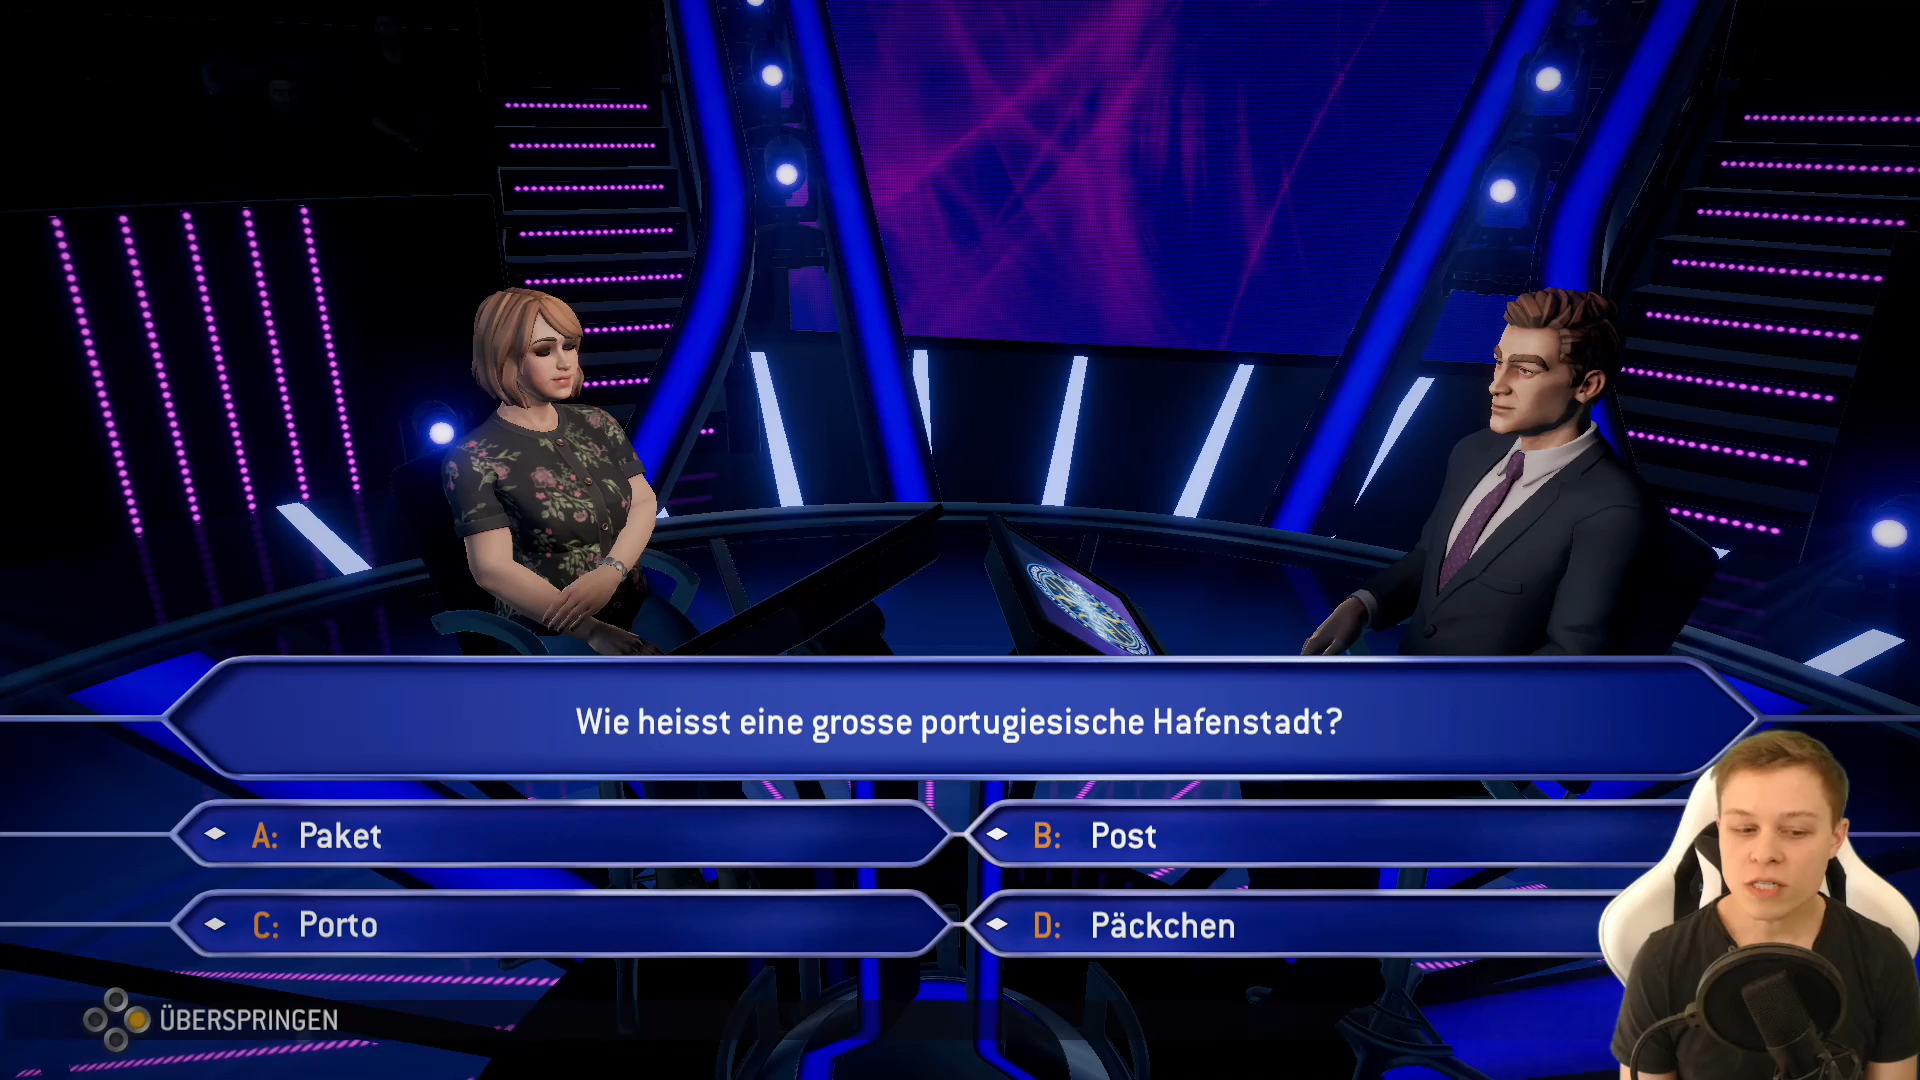 Wie heisst eine grosse portugiesische Hafenstadt?
A: Paket
B: Post
C: Porto
D: Päckchen
ÜBERSPRINGEN